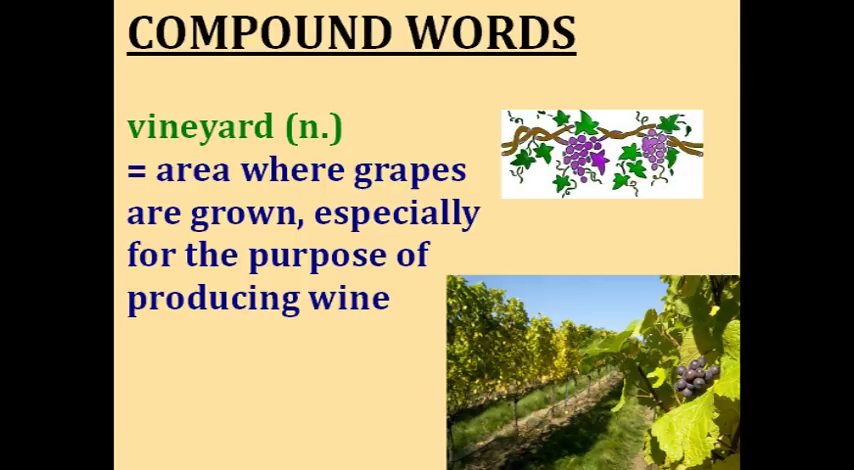 COMPOUND WORDS
vineyard (n.)
= area where grapes
are grown, especially
for the purpose of
producing wine